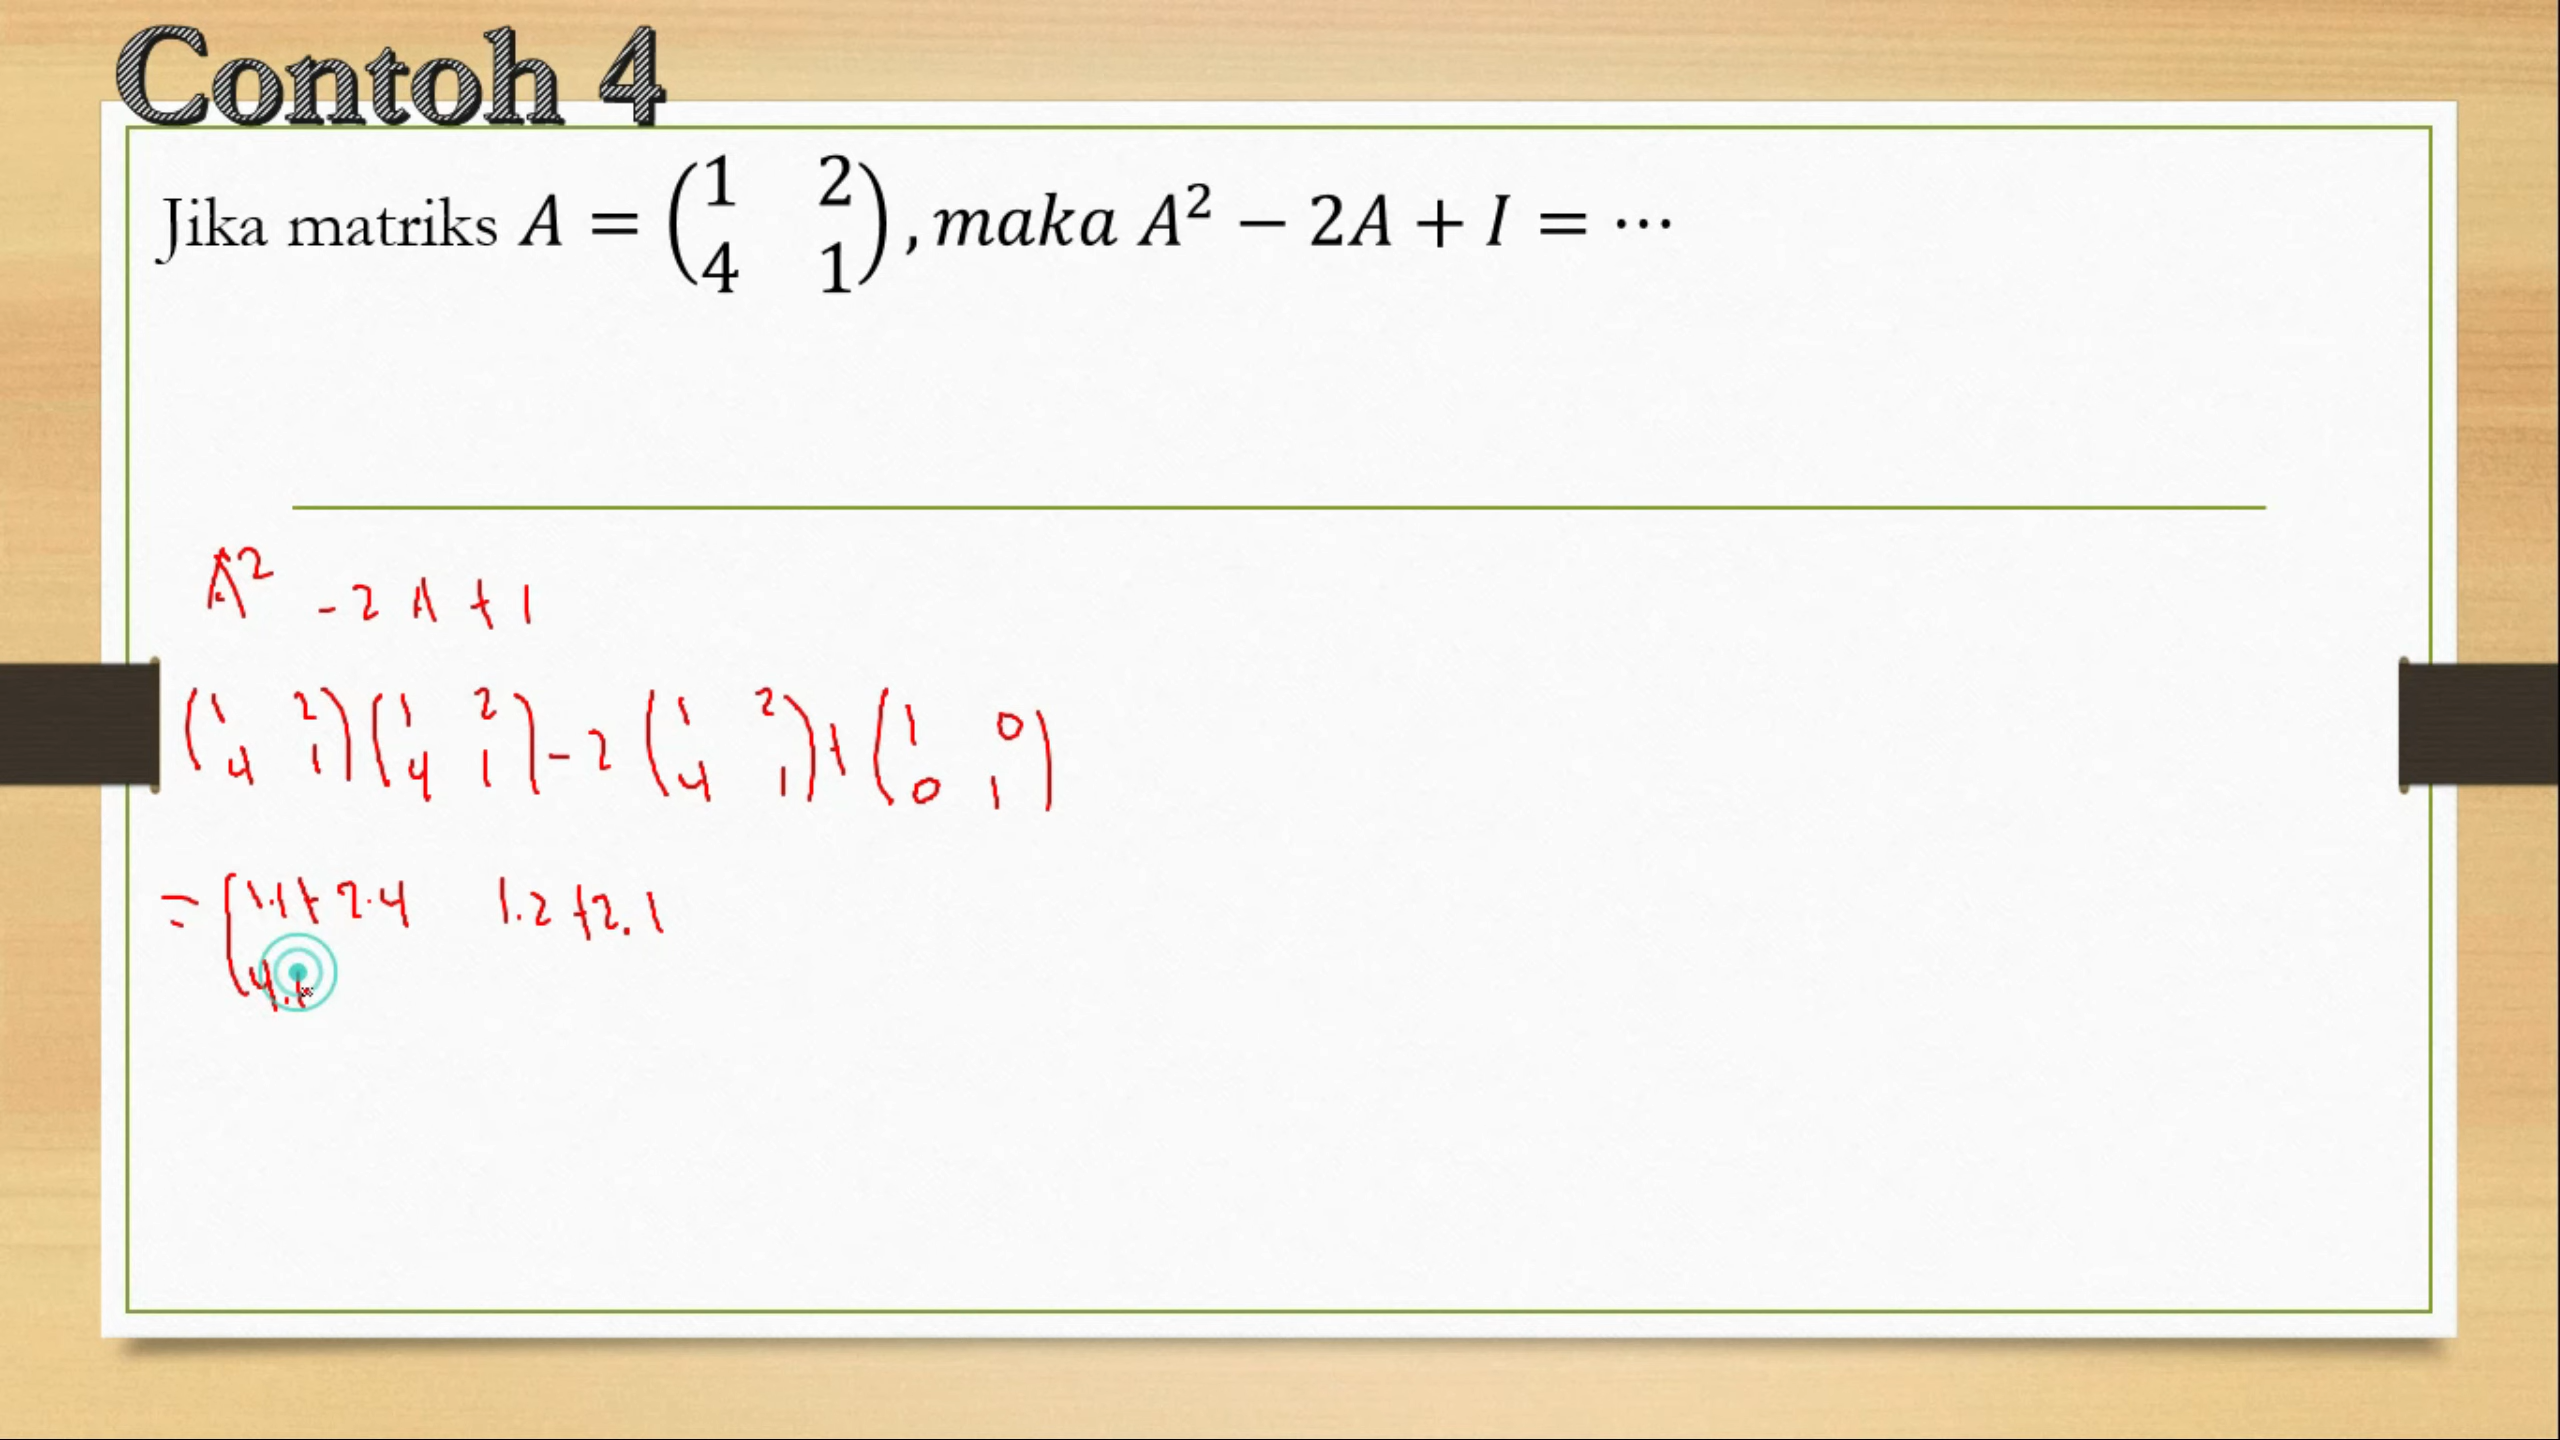 Contoh 4
Jika matriks A = (1 2 4 1), maka A² − 2A + I = ⋯
A² - 2 A + 1
(1 2 4 1) (1 2 4 1) - 2 (1 2 4 1) + (1 0 0 1)
= (1.1 + 2.4 1.2 + 2.1
4.1